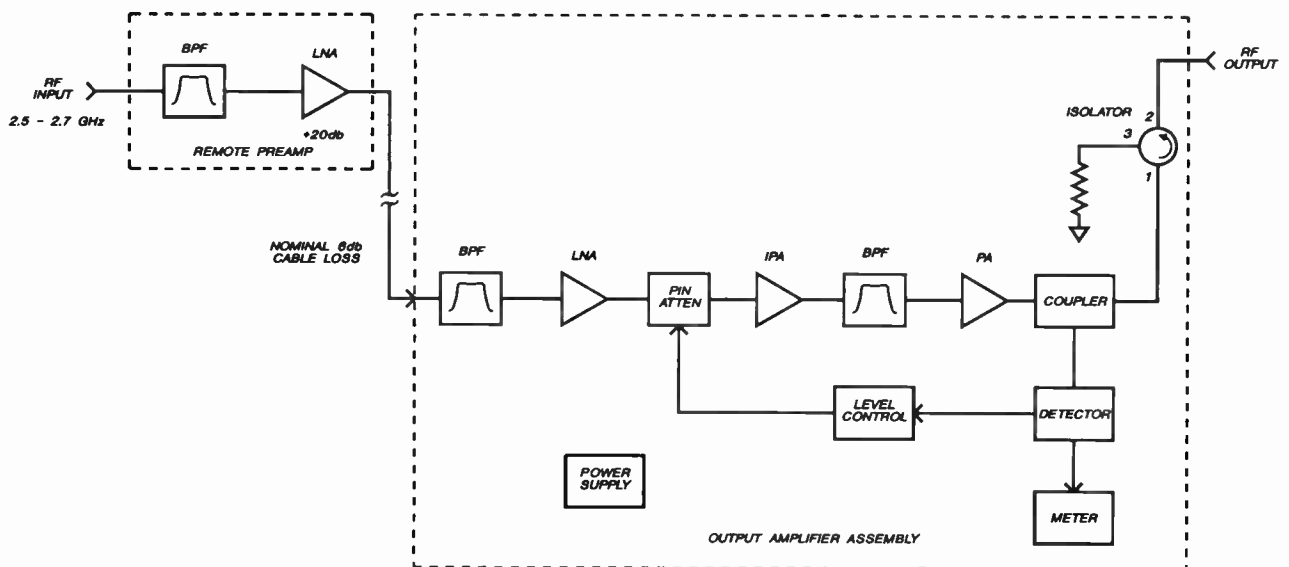 BPF
LNA
RF
INPUT
2.5 - 2.7 GHz
+20db
REMOTE PREAMP
RF
OUTPUT
ISOLATOR
2
3
1
NOMINAL 6db
CABLE LOSS
BPF
LNA
PIN
ATTEN
IPA
BPF
PA
COUPLER
LEVEL
CONTROL
DETECTOR
POWER
SUPPLY
METER
OUTPUT AMPLIFIER ASSEMBLY